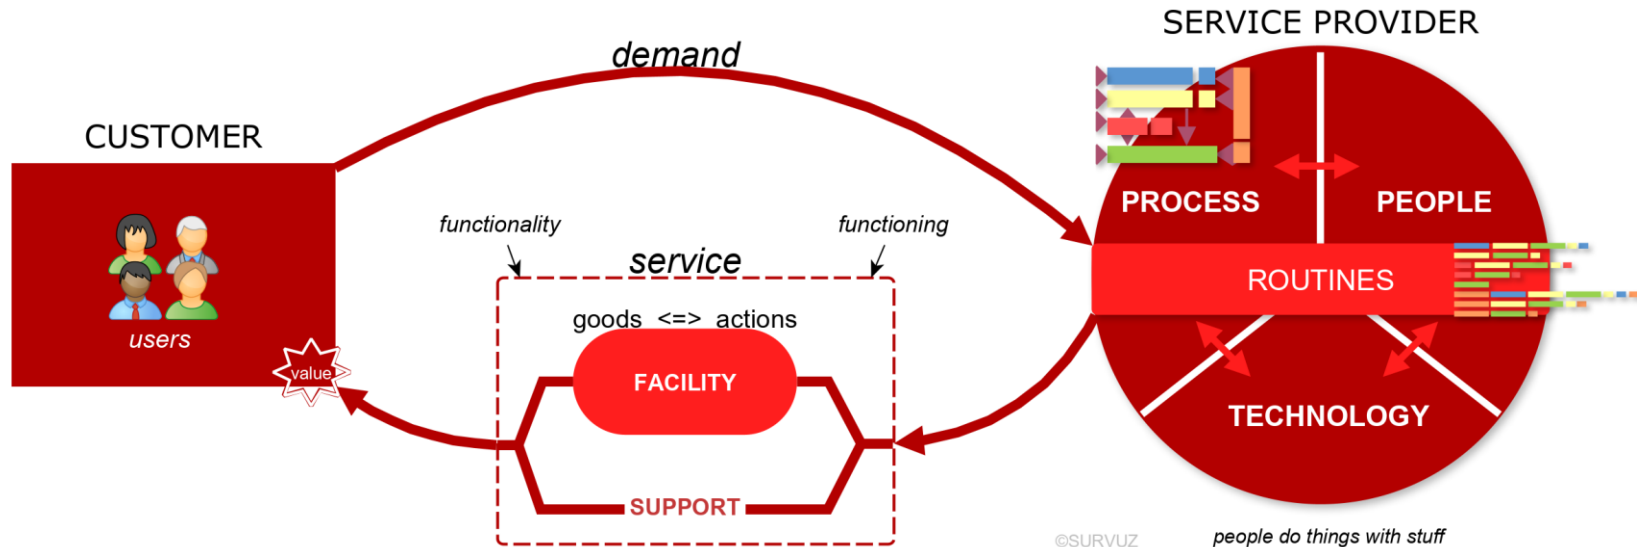 SERVICE PROVIDER
demand
CUSTOMER
PROCESS
PEOPLE
functionality
functioning
service
ROUTINES
goods <=> actions
users
value
FACILITY
TECHNOLOGY
SUPPORT
©SURVUZ
people do things with stuff